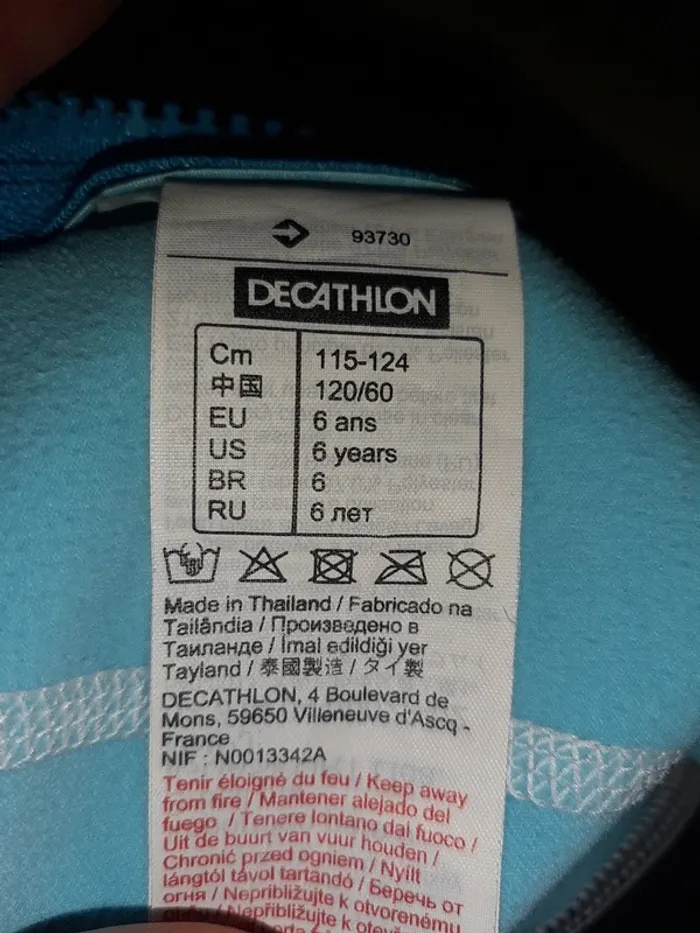 93730
DECATHLON
Cm 115-124
中国 120/60
EU 6 ans
US 6 years
BR 6
RU 6 лет
Made in Thailand / Fabricado na
Tailândia / Произведено в
Таиланде / İmal edildiği yer
Tayland / 泰國製造 / タイ製
DECATHLON, 4 Boulevard de
Mons, 59650 Villeneuve d'Ascq -
France
NIF : N0013342A
Tenir éloigné du feu / Keep away
from fire / Mantener alejado del
fuego / Tenere lontano dal fuoco /
Uit de buurt van vuur houden /
Chronić przed ogniem / Nyílt
lángtól távol tartandó / Беречь от
огня / Nepribližujte k otvorenému
ohňu / Nepřibližujte k